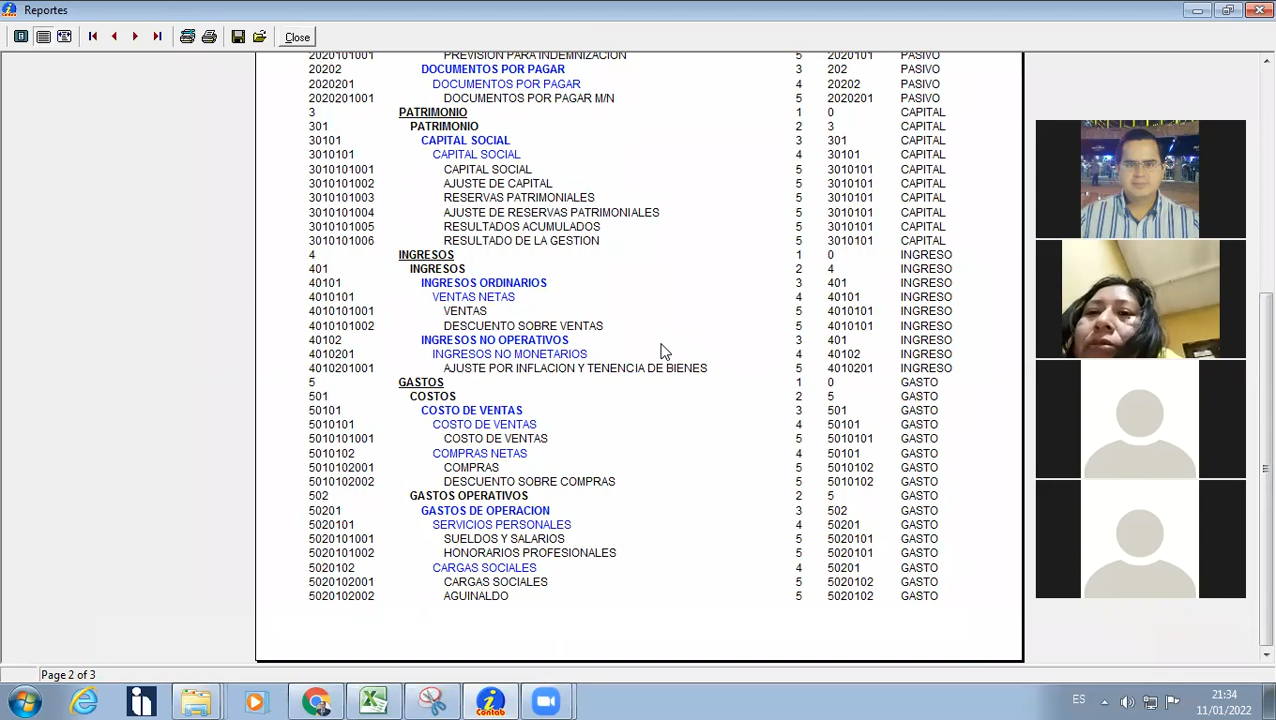 Reportes
Close
2020101001 PREVISION PARA INDEMNIZACION 5 2020101 PASIVO
20202 DOCUMENTOS POR PAGAR 3 202 PASIVO
2020201 DOCUMENTOS POR PAGAR 4 20202 PASIVO
2020201001 DOCUMENTOS POR PAGAR M/N 5 2020201 PASIVO
3 PATRIMONIO 1 0 CAPITAL
301 PATRIMONIO 2 3 CAPITAL
30101 CAPITAL SOCIAL 3 301 CAPITAL
3010101 CAPITAL SOCIAL 4 30101 CAPITAL
3010101001 CAPITAL SOCIAL 5 3010101 CAPITAL
3010101002 AJUSTE DE CAPITAL 5 3010101 CAPITAL
3010101003 RESERVAS PATRIMONIALES 5 3010101 CAPITAL
3010101004 AJUSTE DE RESERVAS PATRIMONIALES 5 3010101 CAPITAL
3010101005 RESULTADOS ACUMULADOS 5 3010101 CAPITAL
3010101006 RESULTADO DE LA GESTION 5 3010101 CAPITAL
4 INGRESOS 1 0 INGRESO
401 INGRESOS 2 4 INGRESO
40101 INGRESOS ORDINARIOS 3 401 INGRESO
4010101 VENTAS NETAS 4 40101 INGRESO
4010101001 VENTAS 5 4010101 INGRESO
4010101002 DESCUENTO SOBRE VENTAS 5 4010101 INGRESO
40102 INGRESOS NO OPERATIVOS 3 401 INGRESO
4010201 INGRESOS NO MONETARIOS 4 40102 INGRESO
4010201001 AJUSTE POR INFLACION Y TENENCIA DE BIENES 5 4010201 INGRESO
5 GASTOS 1 0 GASTO
501 COSTOS 2 5 GASTO
50101 COSTO DE VENTAS 3 501 GASTO
5010101 COSTO DE VENTAS 4 50101 GASTO
5010101001 COSTO DE VENTAS 5 5010101 GASTO
5010102 COMPRAS NETAS 4 50101 GASTO
5010102001 COMPRAS 5 5010102 GASTO
5010102002 DESCUENTO SOBRE COMPRAS 5 5010102 GASTO
502 GASTOS OPERATIVOS 2 5 GASTO
50201 GASTOS DE OPERACION 3 502 GASTO
5020101 SERVICIOS PERSONALES 4 50201 GASTO
5020101001 SUELDOS Y SALARIOS 5 5020101 GASTO
5020101002 HONORARIOS PROFESIONALES 5 5020101 GASTO
5020102 CARGAS SOCIALES 4 50201 GASTO
5020102001 CARGAS SOCIALES 5 5020102 GASTO
5020102002 AGUINALDO 5 5020102 GASTO
Page 2 of 3
Contab
ES
21:34
11/01/2022